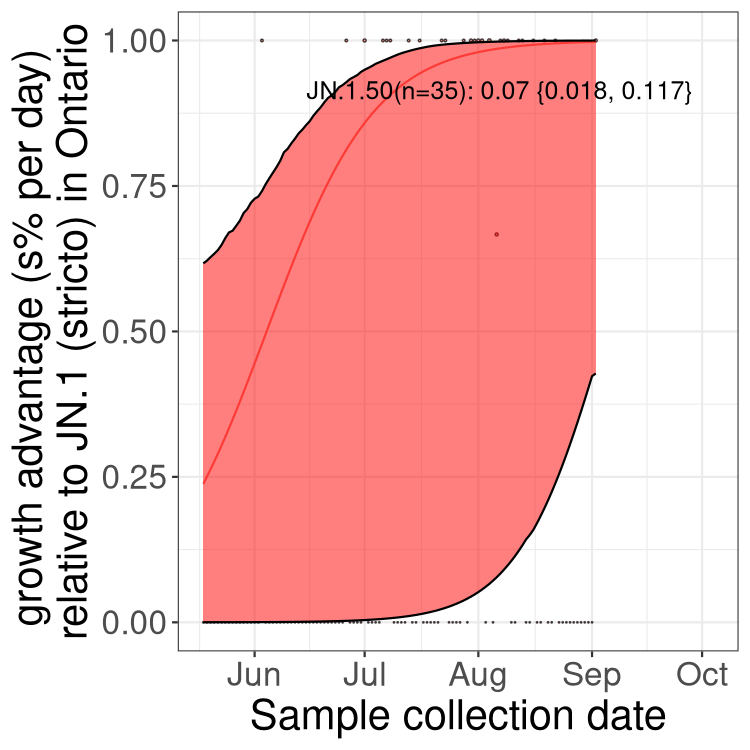 growth advantage (s% per day)
relative to JN.1 (stricto) in Ontario
1.00
0.75
0.50
0.25
0.00
JN.1.50(n=35): 0.07 {0.018, 0.117}
Jun Jul Aug Sep Oct
Sample collection date